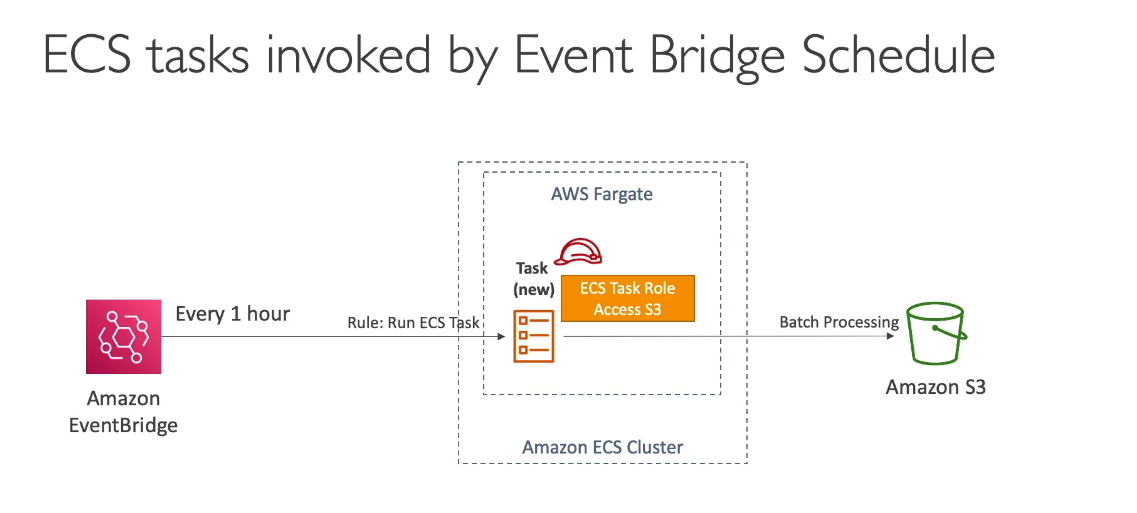 ECS tasks invoked by Event Bridge Schedule
AWS Fargate
Task
(new)
ECS Task Role
Access S3
Every 1 hour
Rule: Run ECS Task
Batch Processing
Amazon
EventBridge
Amazon S3
Amazon ECS Cluster